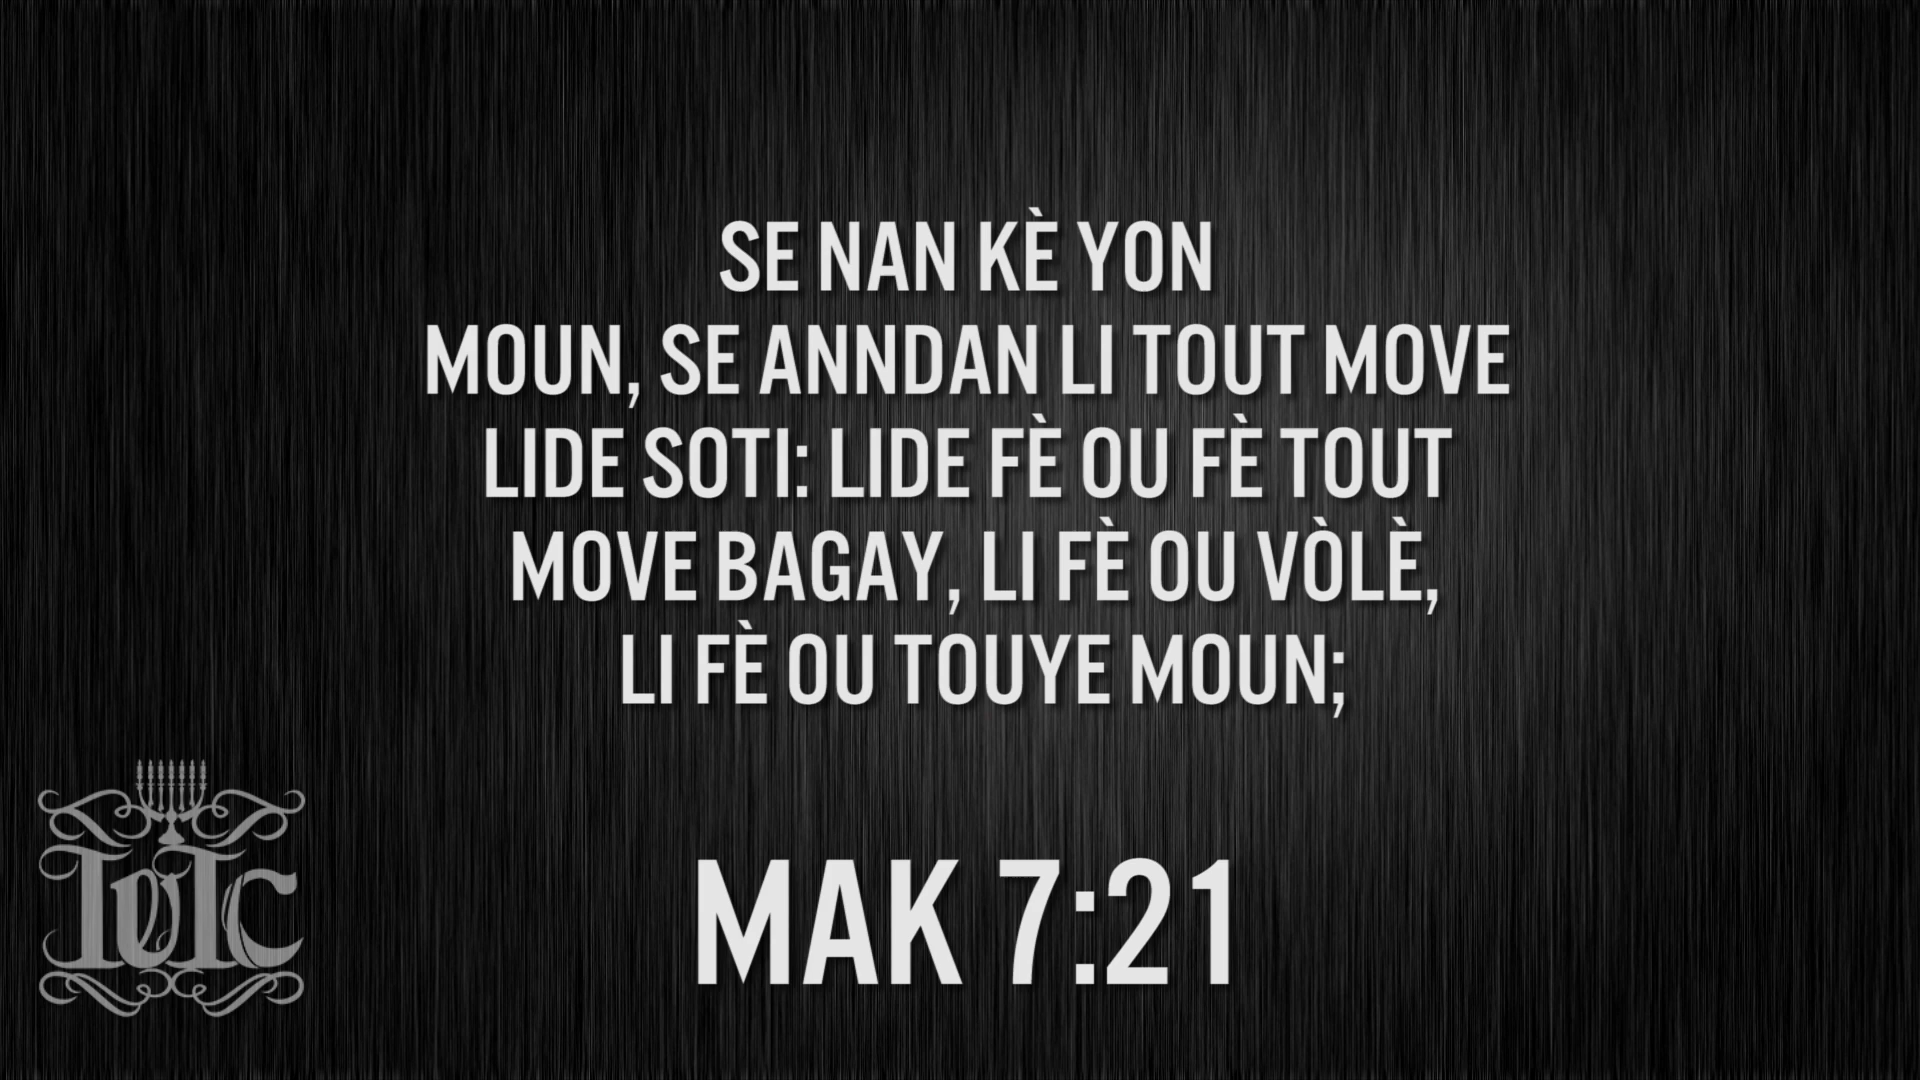 SE NAN KÈ YON
MOUN, SE ANNDAN LI TOUT MOVE
LIDE SOTI: LIDE FÈ OU FÈ TOUT
MOVE BAGAY, LI FÈ OU VÒLÈ,
LI FÈ OU TOUYE MOUN;
MAK 7:21
IUIC